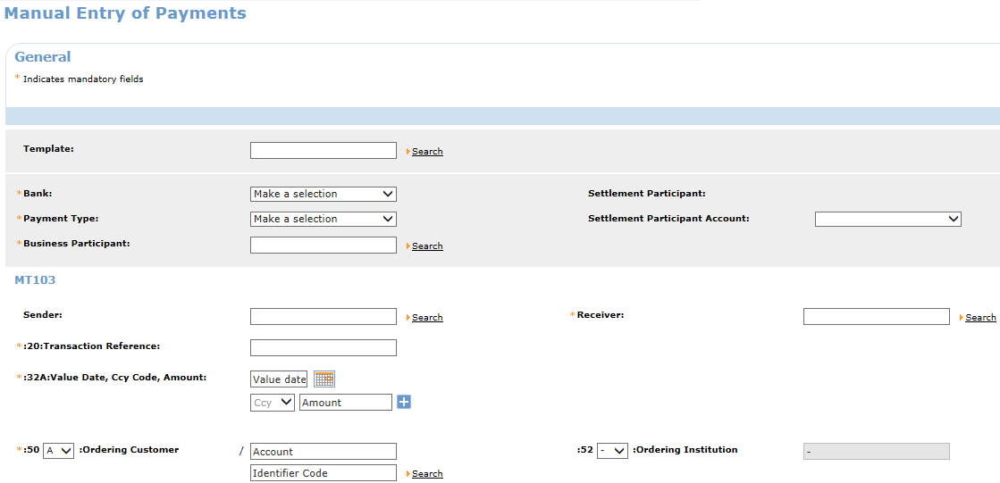 Manual Entry of Payments
General
* Indicates mandatory fields
Template: Search
* Bank: Make a selection Settlement Participant:
* Payment Type: Make a selection Settlement Participant Account:
* Business Participant: Search
MT103
Sender: Search * Receiver: Search
* :20:Transaction Reference:
* :32A:Value Date, Ccy Code, Amount: Value date
Ccy Amount
* :50 A :Ordering Customer / Account :52 - :Ordering Institution -
Identifier Code Search